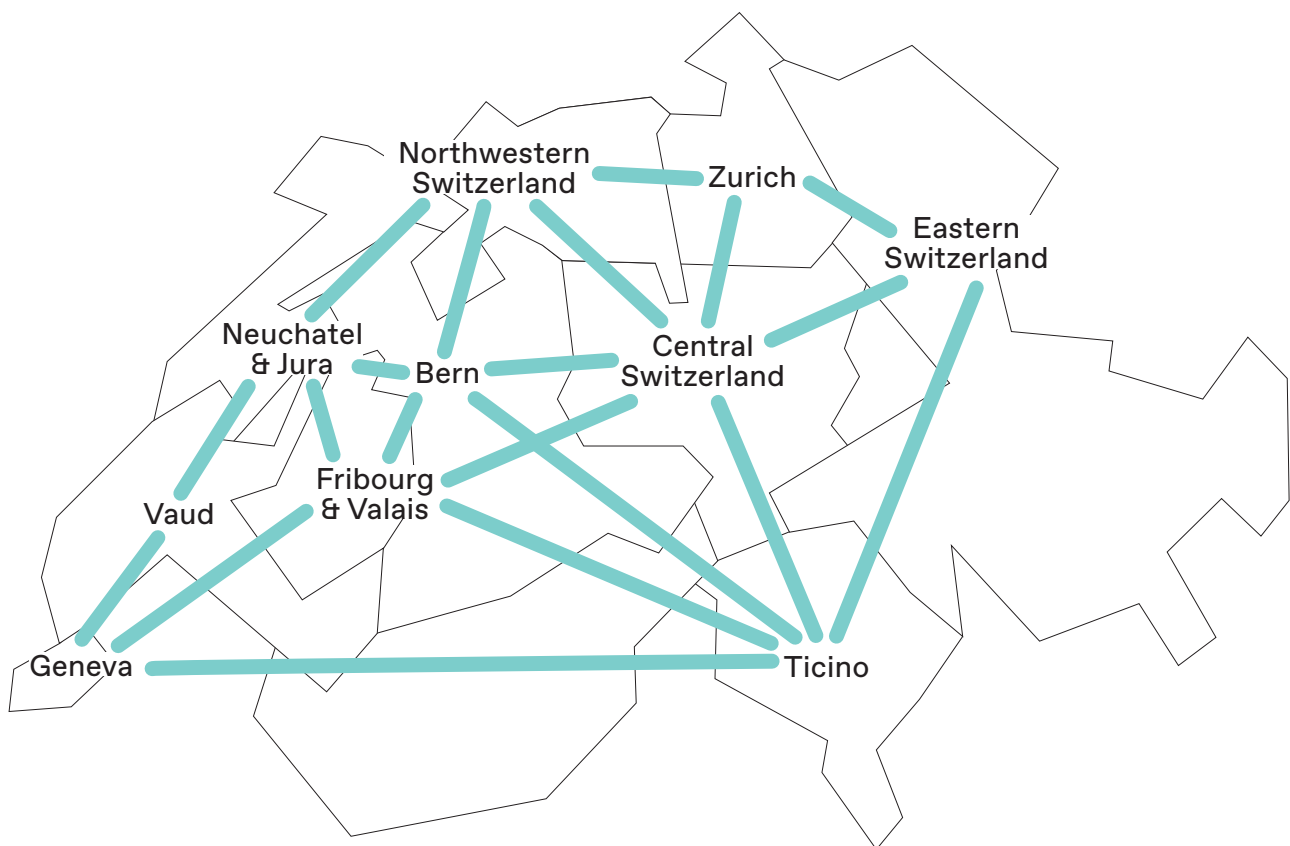 Northwestern
Switzerland
Zurich
Eastern
Switzerland
Neuchatel
& Jura
Bern
Central
Switzerland
Fribourg
& Valais
Vaud
Geneva
Ticino